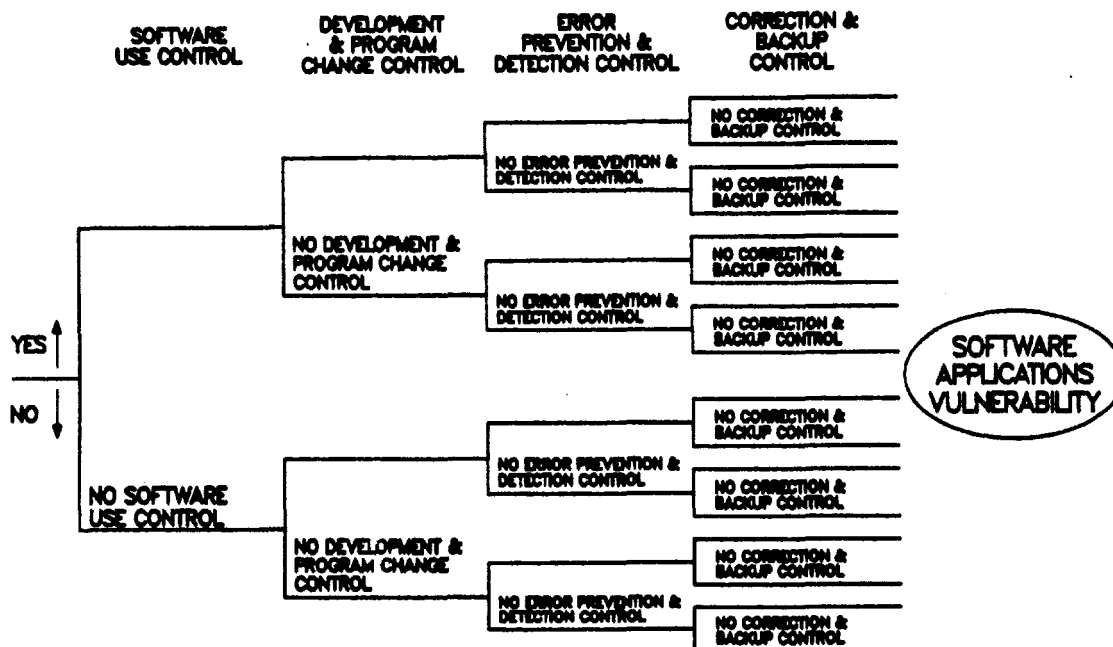 SOFTWARE
USE CONTROL
DEVELOPMENT
& PROGRAM
CHANGE CONTROL
ERROR
PREVENTION &
DETECTION CONTROL
CORRECTION &
BACKUP
CONTROL
NO CORRECTION &
BACKUP CONTROL
NO ERROR PREVENTION &
DETECTION CONTROL
NO CORRECTION &
BACKUP CONTROL
NO DEVELOPMENT &
PROGRAM CHANGE
CONTROL
NO CORRECTION &
BACKUP CONTROL
NO ERROR PREVENTION &
DETECTION CONTROL
NO CORRECTION &
BACKUP CONTROL
YES
NO
SOFTWARE
APPLICATIONS
VULNERABILITY
NO CORRECTION &
BACKUP CONTROL
NO ERROR PREVENTION &
DETECTION CONTROL
NO CORRECTION &
BACKUP CONTROL
NO SOFTWARE
USE CONTROL
NO DEVELOPMENT &
PROGRAM CHANGE
CONTROL
NO CORRECTION &
BACKUP CONTROL
NO ERROR PREVENTION &
DETECTION CONTROL
NO CORRECTION &
BACKUP CONTROL